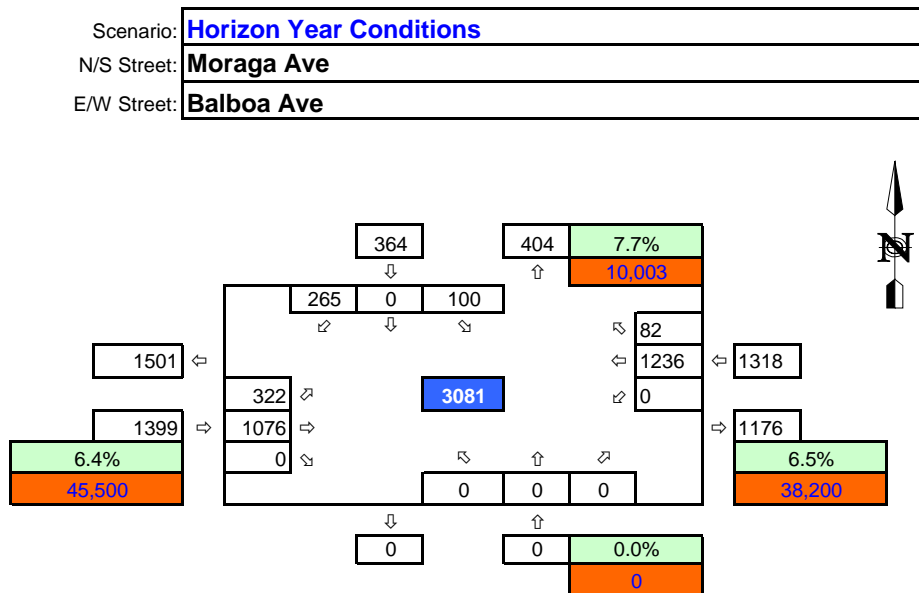 Scenario: Horizon Year Conditions
N/S Street: Moraga Ave
E/W Street: Balboa Ave
N
364 404 7.7%
⇩ ⇧ 10,003
265 0 100
⬃ ⇩ ⬂ ⬁ 82
1501 ⇦ ⇦ 1236 ⇦ 1318
322 ⬀ 3081 ⬃ 0
1399 ⇨ 1076 ⇨ ⇨ 1176
6.4% 0 ⬂ ⬁ ⇧ ⬀ 6.5%
45,500 0 0 0 38,200
⇩ ⇧
0 0 0.0%
0